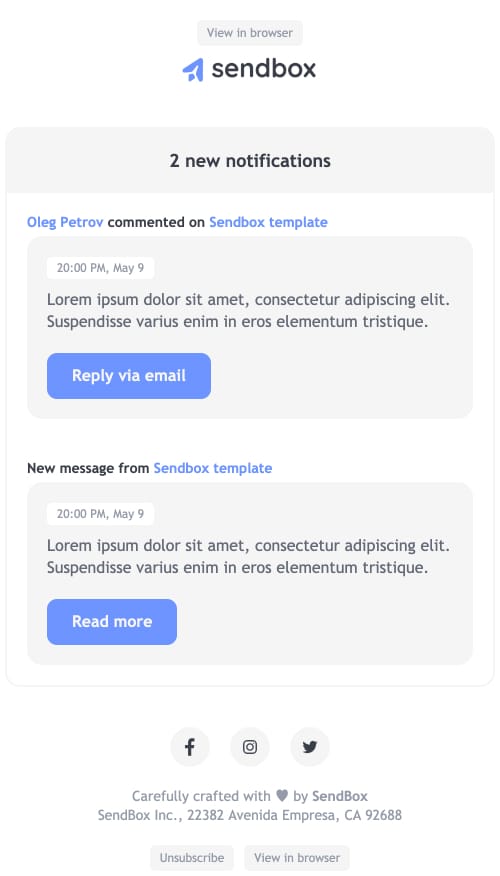 View in browser
sendbox
2 new notifications
Oleg Petrov commented on Sendbox template
20:00 PM, May 9
Lorem ipsum dolor sit amet, consectetur adipiscing elit.
Suspendisse varius enim in eros elementum tristique.
Reply via email
New message from Sendbox template
20:00 PM, May 9
Lorem ipsum dolor sit amet, consectetur adipiscing elit.
Suspendisse varius enim in eros elementum tristique.
Read more
Carefully crafted with ♥ by SendBox
SendBox Inc., 22382 Avenida Empresa, CA 92688
Unsubscribe View in browser